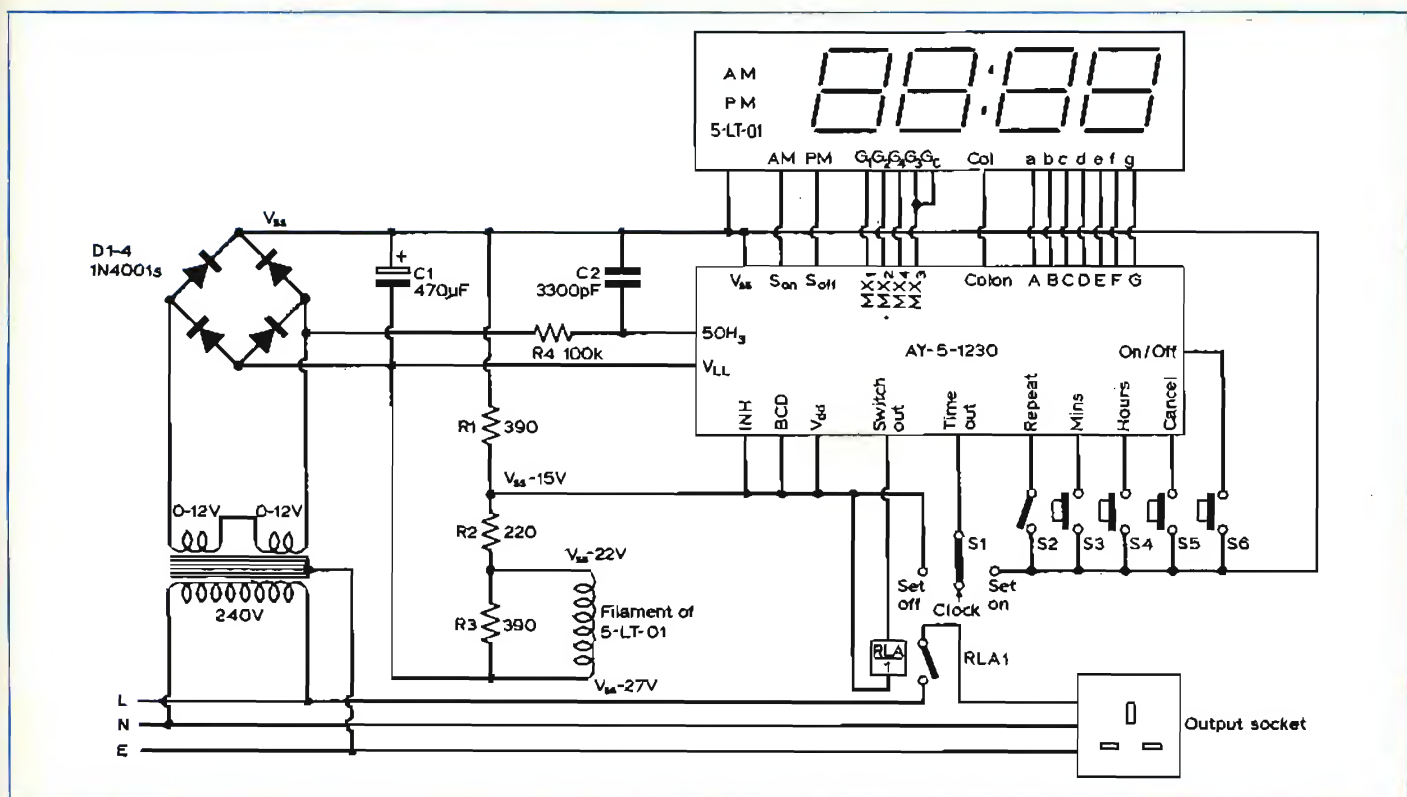 AM
PM
5-LT-01
AM PM G1 G2 G4 G3 GC Col a b c d e f g
Vss
D1-4
1N4001s
+
C1
470µF
C2
3300pF
Vss Son Soff MX1 MX2 MX4 MX3 Colon A B C D E F G
R4 100k
50H3
AY-5-1230
On/Off
VLL
INH BCD Vdd Switch out Time out Repeat Mins Hours Cancel
R1 390
Vss-15V
0-12V 0-12V
R2 220
Vss-22V
S1 S2 S3 S4 S5 S6
Set off
Clock
Set on
240V
R3 390
Filament of
5-LT-01
RLA
1
RLA1
Vss-27V
L
N
E
Output socket